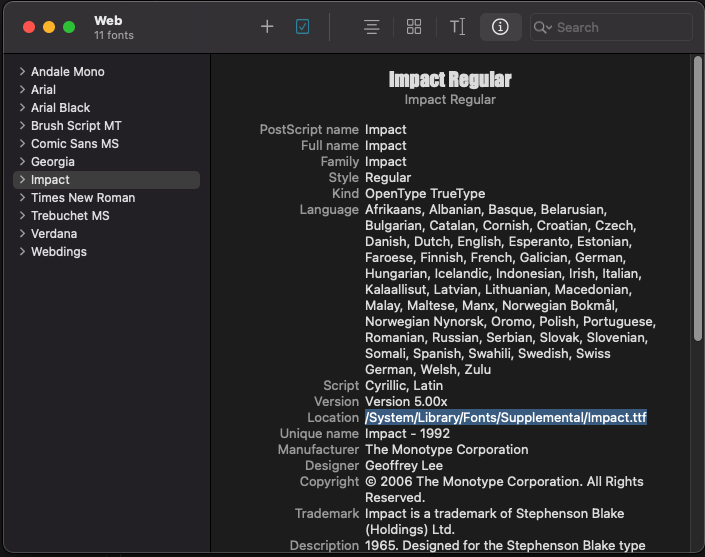 Web
11 fonts
Search
Andale Mono
Arial
Arial Black
Brush Script MT
Comic Sans MS
Georgia
Impact
Times New Roman
Trebuchet MS
Verdana
Webdings
Impact Regular
Impact Regular
PostScript name Impact
Full name Impact
Family Impact
Style Regular
Kind OpenType TrueType
Language Afrikaans, Albanian, Basque, Belarusian,
Bulgarian, Catalan, Cornish, Croatian, Czech,
Danish, Dutch, English, Esperanto, Estonian,
Faroese, Finnish, French, Galician, German,
Hungarian, Icelandic, Indonesian, Irish, Italian,
Kalaallisut, Latvian, Lithuanian, Macedonian,
Malay, Maltese, Manx, Norwegian Bokmål,
Norwegian Nynorsk, Oromo, Polish, Portuguese,
Romanian, Russian, Serbian, Slovak, Slovenian,
Somali, Spanish, Swahili, Swedish, Swiss
German, Welsh, Zulu
Script Cyrillic, Latin
Version Version 5.00x
Location /System/Library/Fonts/Supplemental/Impact.ttf
Unique name Impact - 1992
Manufacturer The Monotype Corporation
Designer Geoffrey Lee
Copyright © 2006 The Monotype Corporation. All Rights
Reserved.
Trademark Impact is a trademark of Stephenson Blake
(Holdings) Ltd.
Description 1965. Designed for the Stephenson Blake type